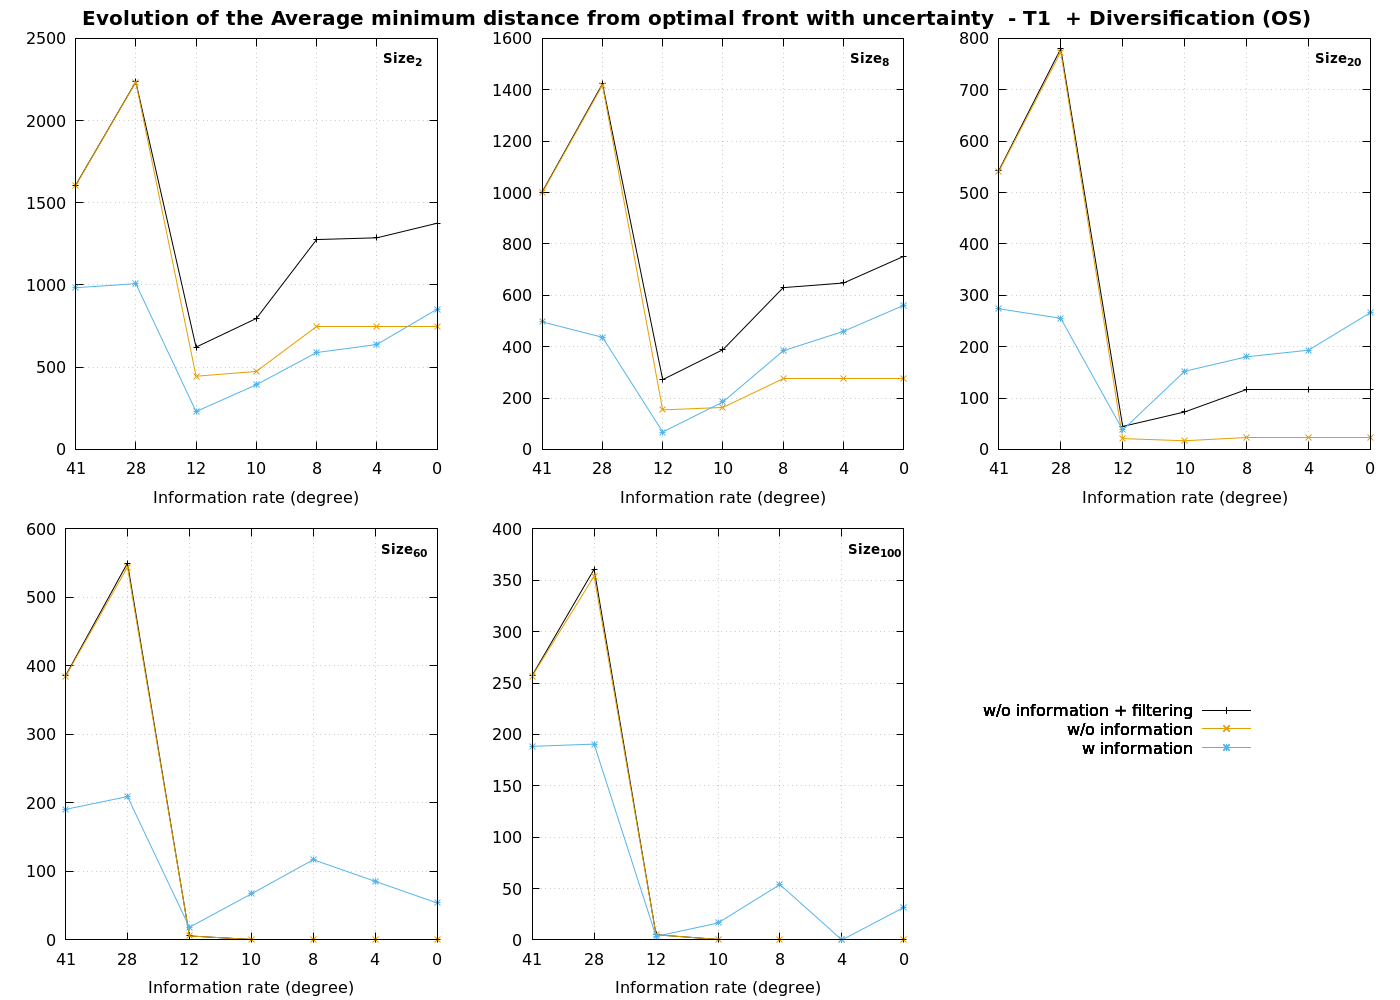 Evolution of the Average minimum distance from optimal front with uncertainty  - T1  + Diversification (OS)
Size2
2500
2000
1500
1000
500
0
41 28 12 10 8 4 0
Information rate (degree)
Size8
1600
1400
1200
1000
800
600
400
200
0
41 28 12 10 8 4 0
Information rate (degree)
Size20
800
700
600
500
400
300
200
100
0
41 28 12 10 8 4 0
Information rate (degree)
Size60
600
500
400
300
200
100
0
41 28 12 10 8 4 0
Information rate (degree)
Size100
400
350
300
250
200
150
100
50
0
41 28 12 10 8 4 0
Information rate (degree)
w/o information + filtering
w/o information
w information